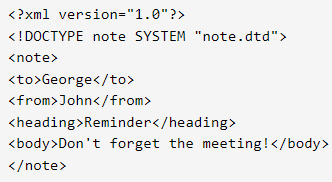 <?xml version="1.0"?>
<!DOCTYPE note SYSTEM "note.dtd">
<note>
<to>George</to>
<from>John</from>
<heading>Reminder</heading>
<body>Don't forget the meeting!</body>
</note>